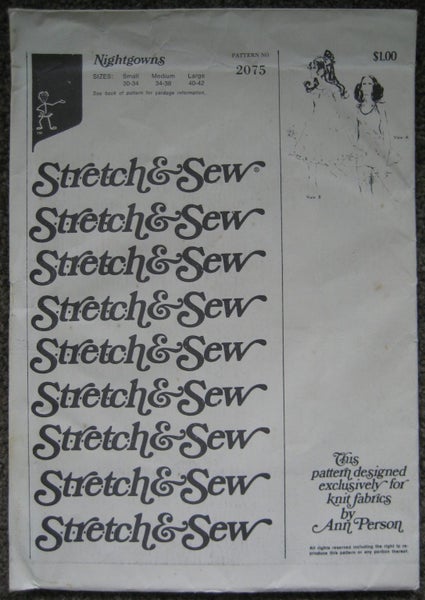 Nightgowns
PATTERN NO
2075
$1.00
SIZES: Small Medium Large
30-34 34-38 40-42
See back of pattern for yardage information.
View A
View B
Stretch & Sew®
Stretch & Sew
Stretch & Sew
Stretch & Sew
Stretch & Sew
Stretch & Sew
Stretch & Sew
Stretch & Sew
Stretch & Sew
This
pattern designed
exclusively for
knit fabrics
by
Ann Person
All rights reserved including the right to re-
produce this pattern or any portion thereof.